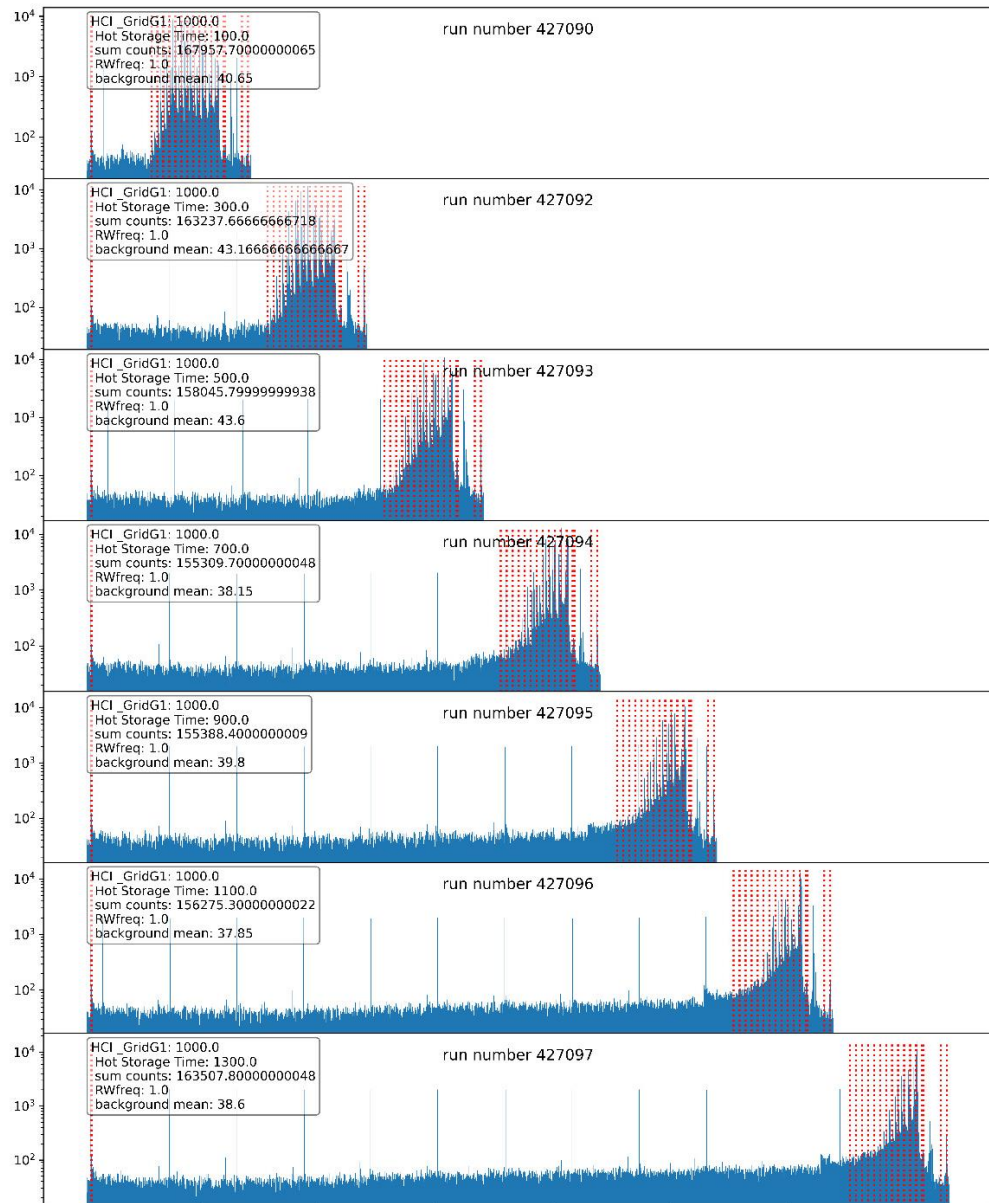 10⁴
10³
10²
HCI _GridG1: 1000.0
Hot Storage Time: 100.0
sum counts: 167957.70000000065
RWfreq: 1.0
background mean: 40.65
run number 427090
10⁴
10³
10²
HCI _GridG1: 1000.0
Hot Storage Time: 300.0
sum counts: 163237.66666666718
RWfreq: 1.0
background mean: 43.16666666666667
run number 427092
10⁴
10³
10²
HCI _GridG1: 1000.0
Hot Storage Time: 500.0
sum counts: 158045.79999999938
RWfreq: 1.0
background mean: 43.6
run number 427093
10⁴
10³
10²
HCI _GridG1: 1000.0
Hot Storage Time: 700.0
sum counts: 155309.70000000048
RWfreq: 1.0
background mean: 38.15
run number 427094
10⁴
10³
10²
HCI _GridG1: 1000.0
Hot Storage Time: 900.0
sum counts: 155388.4000000009
RWfreq: 1.0
background mean: 39.8
run number 427095
10⁴
10³
10²
HCI _GridG1: 1000.0
Hot Storage Time: 1100.0
sum counts: 156275.30000000022
RWfreq: 1.0
background mean: 37.85
run number 427096
10⁴
10³
10²
HCI _GridG1: 1000.0
Hot Storage Time: 1300.0
sum counts: 163507.80000000048
RWfreq: 1.0
background mean: 38.6
run number 427097